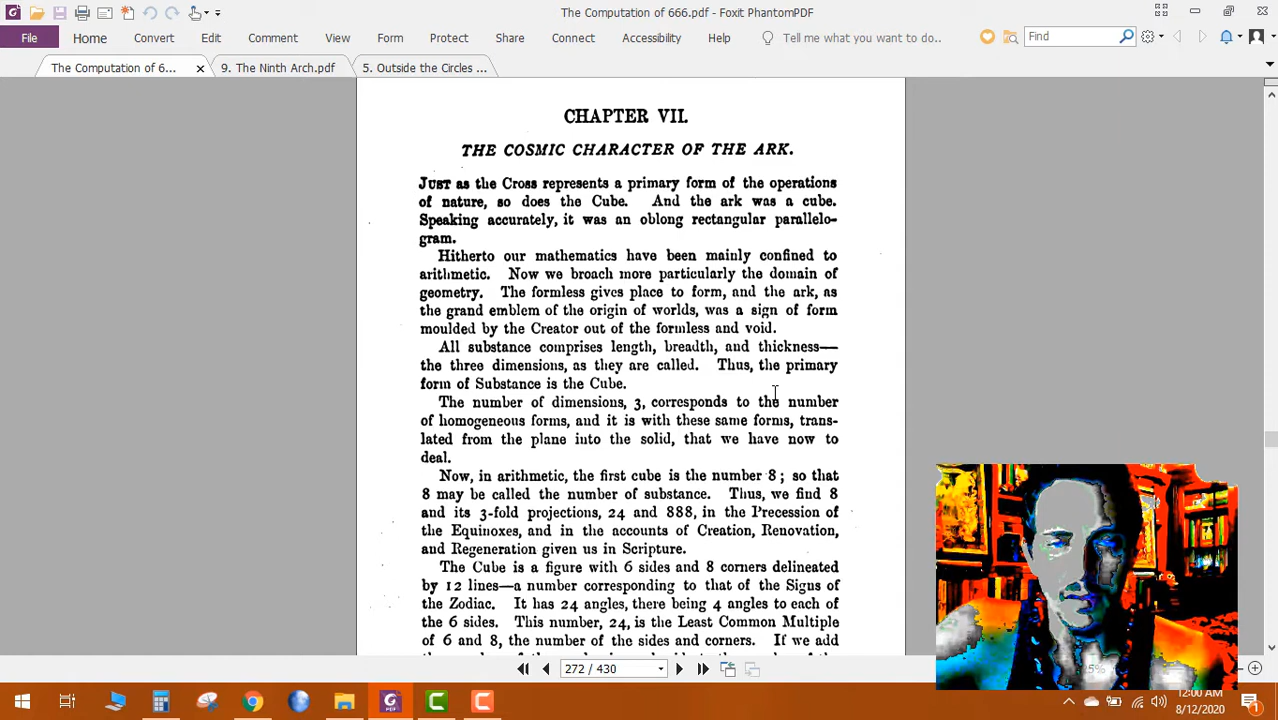 The Computation of 666.pdf - Foxit PhantomPDF
File Home Convert Edit Comment View Form Protect Share Connect Accessibility Help Tell me what you want to do.. Find
The Computation of 6... 9. The Ninth Arch.pdf 5. Outside the Circles ...
CHAPTER VII.
THE COSMIC CHARACTER OF THE ARK.
JUST as the Cross represents a primary form of the operations
of nature, so does the Cube. And the ark was a cube.
Speaking accurately, it was an oblong rectangular parallelo-
gram.
Hitherto our mathematics have been mainly confined to
arithmetic. Now we broach more particularly the domain of
geometry. The formless gives place to form, and the ark, as
the grand emblem of the origin of worlds, was a sign of form
moulded by the Creator out of the formless and void.
All substance comprises length, breadth, and thickness—
the three dimensions, as they are called. Thus, the primary
form of Substance is the Cube.
The number of dimensions, 3, corresponds to the number
of homogeneous forms, and it is with these same forms, trans-
lated from the plane into the solid, that we have now to
deal.
Now, in arithmetic, the first cube is the number 8 ; so that
8 may be called the number of substance. Thus, we find 8
and its 3-fold projections, 24 and 888, in the Precession of
the Equinoxes, and in the accounts of Creation, Renovation,
and Regeneration given us in Scripture.
The Cube is a figure with 6 sides and 8 corners delineated
by 12 lines—a number corresponding to that of the Signs of
the Zodiac. It has 24 angles, there being 4 angles to each of
the 6 sides. This number, 24, is the Least Common Multiple
of 6 and 8, the number of the sides and corners. If we add
272 / 430
12:00 AM
8/12/2020